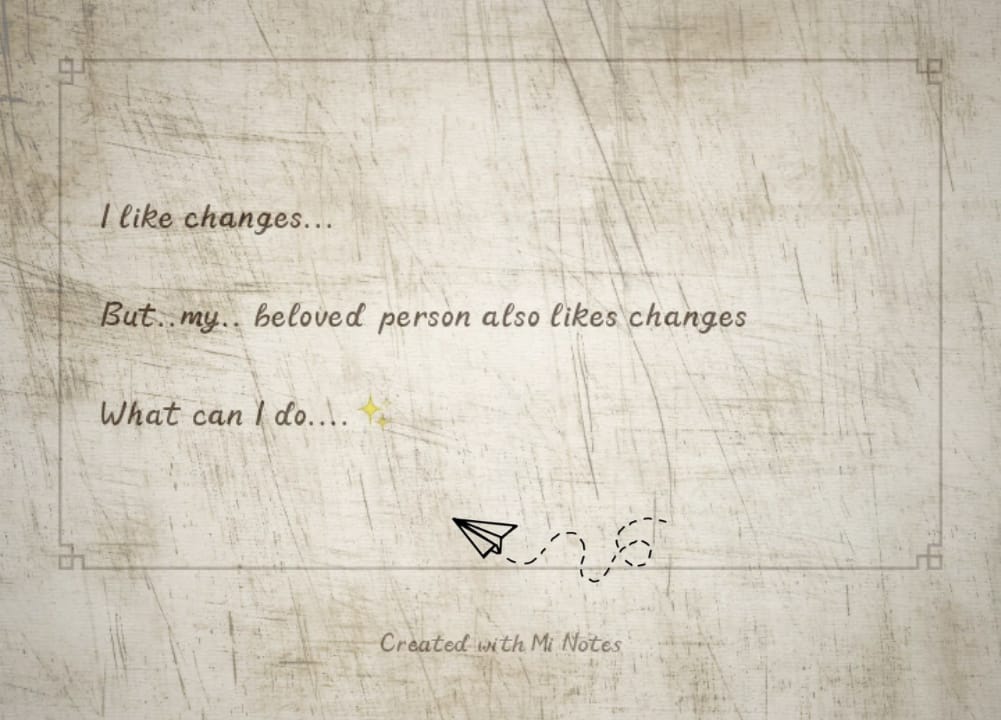 I like changes...
But..my.. beloved person also likes changes
What can I do....✨
Created with Mi Notes